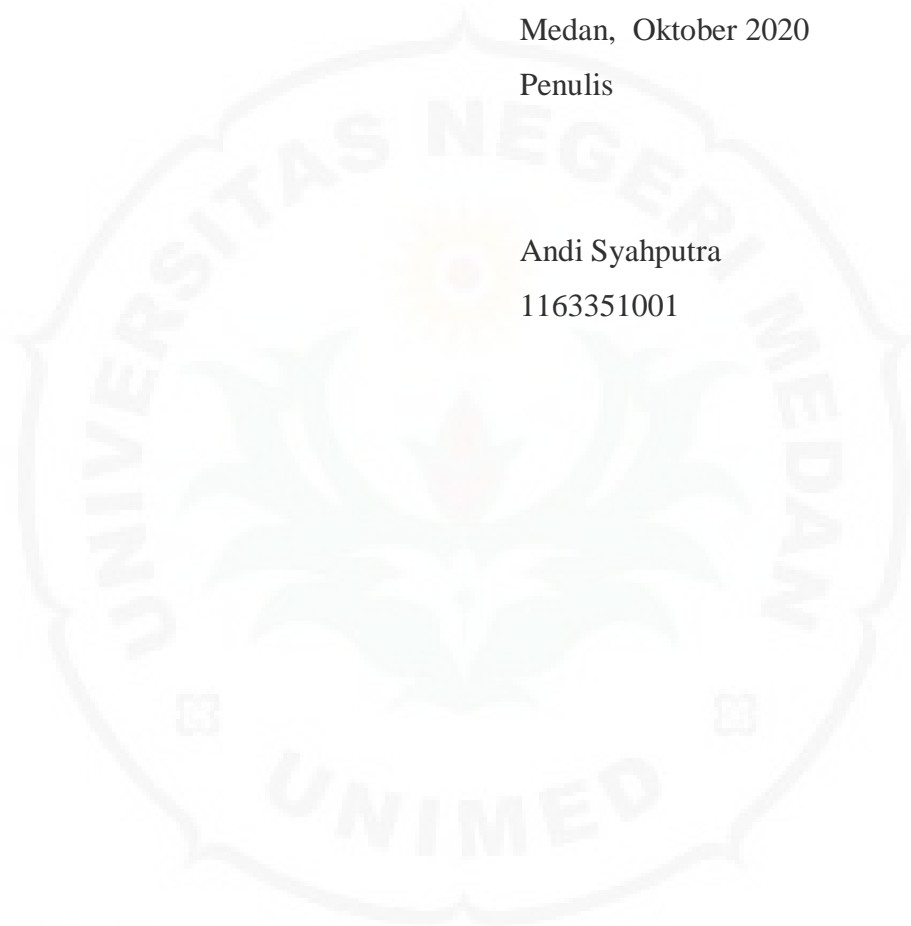 Medan,  Oktober 2020
Penulis
Andi Syahputra
1163351001
UNIVERSITAS NEGERI MEDAN
UNIMED